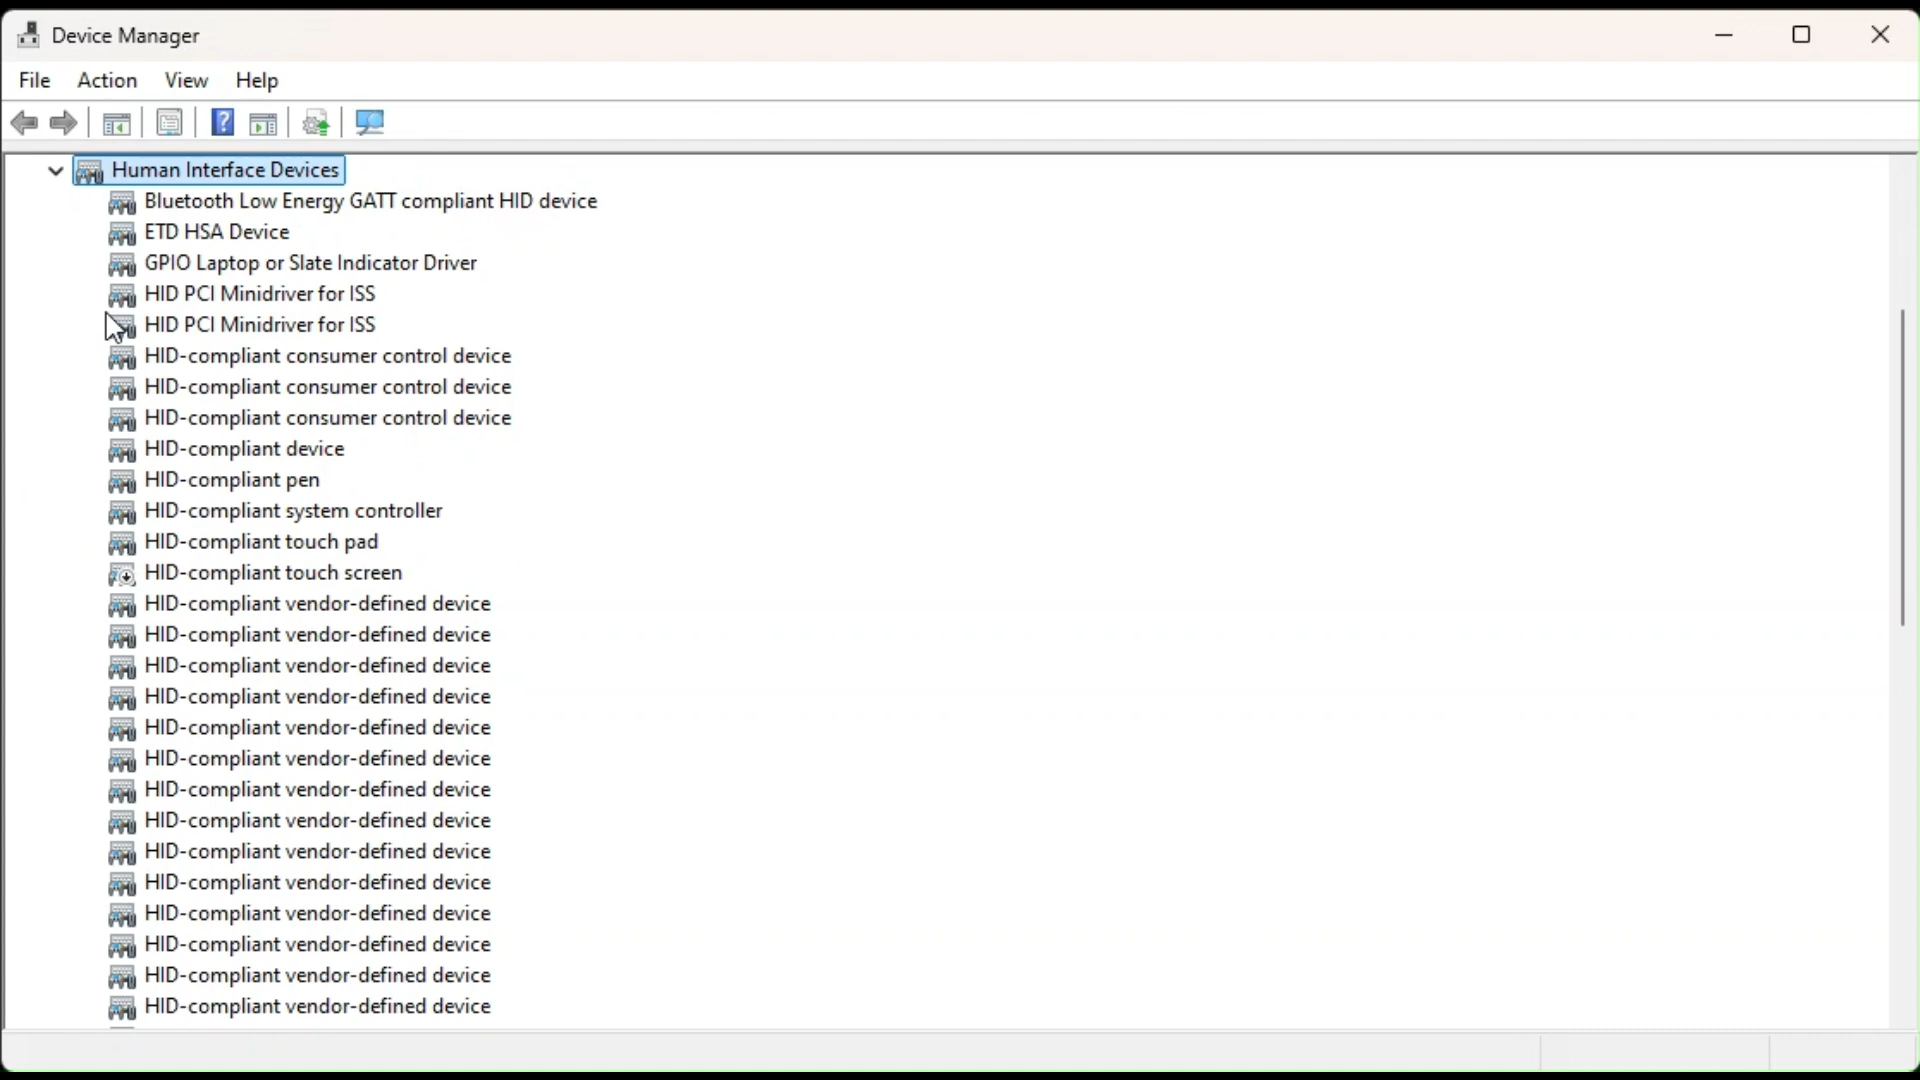 Device Manager
File Action View Help
Human Interface Devices
Bluetooth Low Energy GATT compliant HID device
ETD HSA Device
GPIO Laptop or Slate Indicator Driver
HID PCI Minidriver for ISS
HID PCI Minidriver for ISS
HID-compliant consumer control device
HID-compliant consumer control device
HID-compliant consumer control device
HID-compliant device
HID-compliant pen
HID-compliant system controller
HID-compliant touch pad
HID-compliant touch screen
HID-compliant vendor-defined device
HID-compliant vendor-defined device
HID-compliant vendor-defined device
HID-compliant vendor-defined device
HID-compliant vendor-defined device
HID-compliant vendor-defined device
HID-compliant vendor-defined device
HID-compliant vendor-defined device
HID-compliant vendor-defined device
HID-compliant vendor-defined device
HID-compliant vendor-defined device
HID-compliant vendor-defined device
HID-compliant vendor-defined device
HID-compliant vendor-defined device